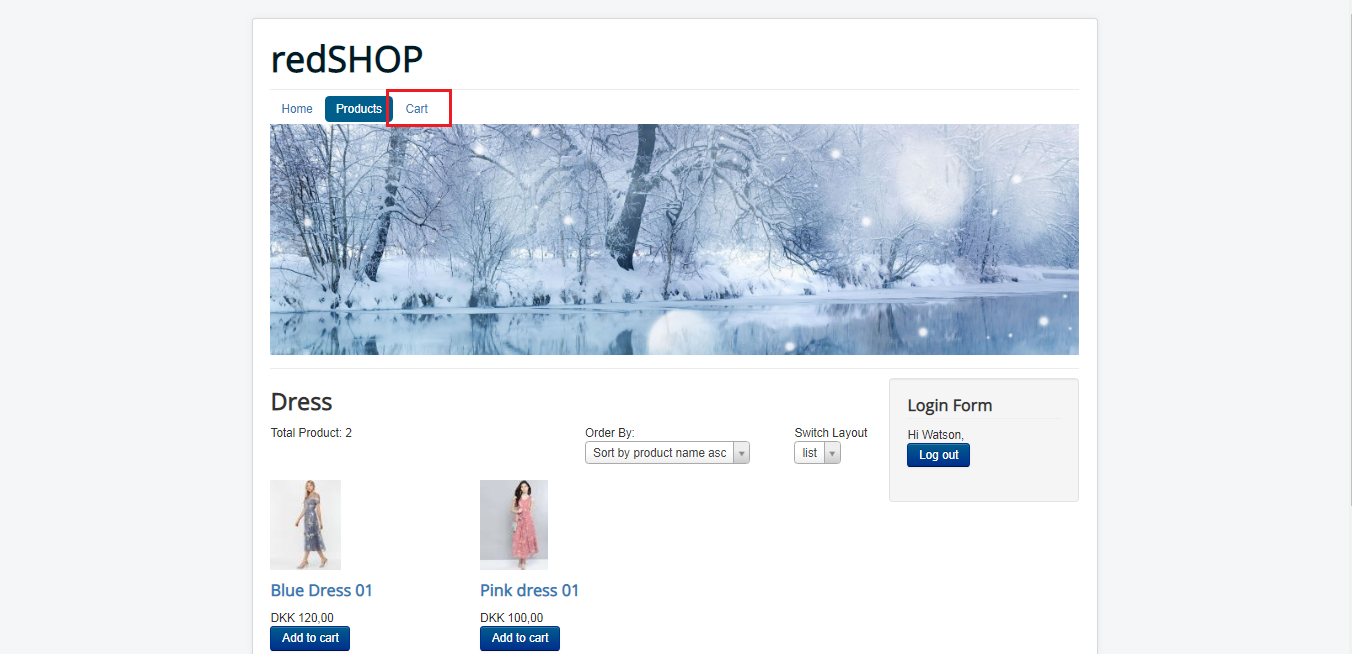 redSHOP
Home Products Cart
Dress
Total Product: 2
Order By:
Sort by product name asc
Switch Layout
list
Login Form
Hi Watson,
Log out
Blue Dress 01
DKK 120,00
Add to cart
Pink dress 01
DKK 100,00
Add to cart